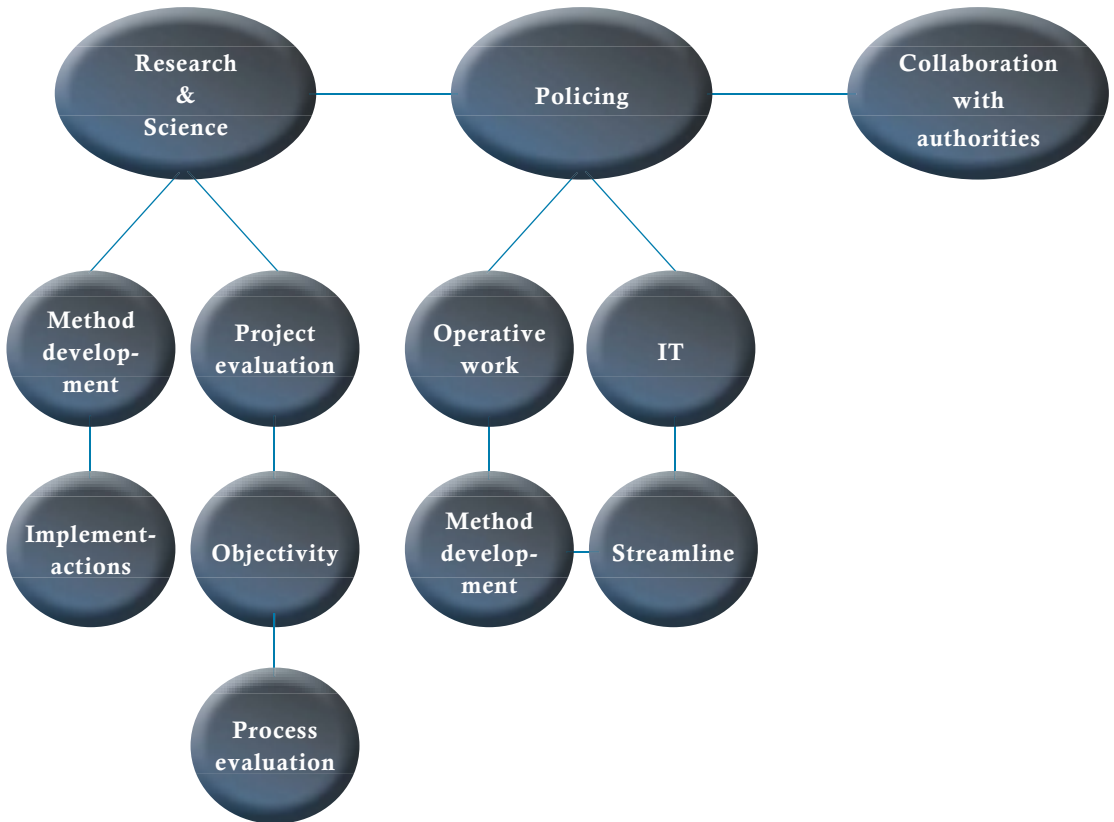 Research
&
Science
Policing
Collaboration
with
authorities
Method
develop-
ment
Project
evaluation
Operative
work
IT
Implement-
actions
Objectivity
Method
develop-
ment
Streamline
Process
evaluation